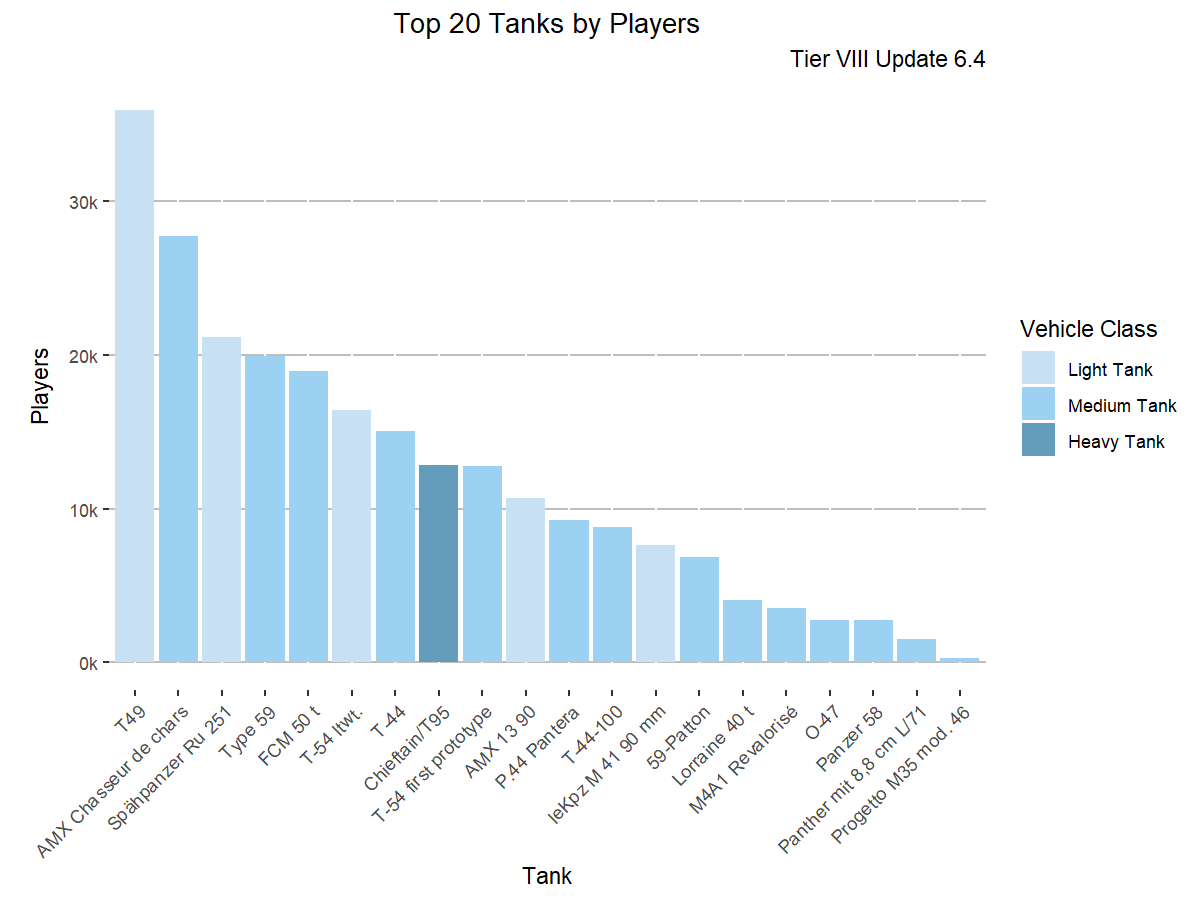 Top 20 Tanks by Players
Tier VIII Update 6.4
Players
30k
20k
10k
0k
T49
AMX Chasseur de chars
Spähpanzer Ru 251
Type 59
FCM 50 t
T-54 ltwt.
T-44
Chieftain/T95
T-54 first prototype
AMX 13 90
P.44 Pantera
T-44-100
leKpz M 41 90 mm
59-Patton
Lorraine 40 t
M4A1 Revalorisé
O-47
Panzer 58
Panther mit 8,8 cm L/71
Progetto M35 mod. 46
Tank
Vehicle Class
Light Tank
Medium Tank
Heavy Tank